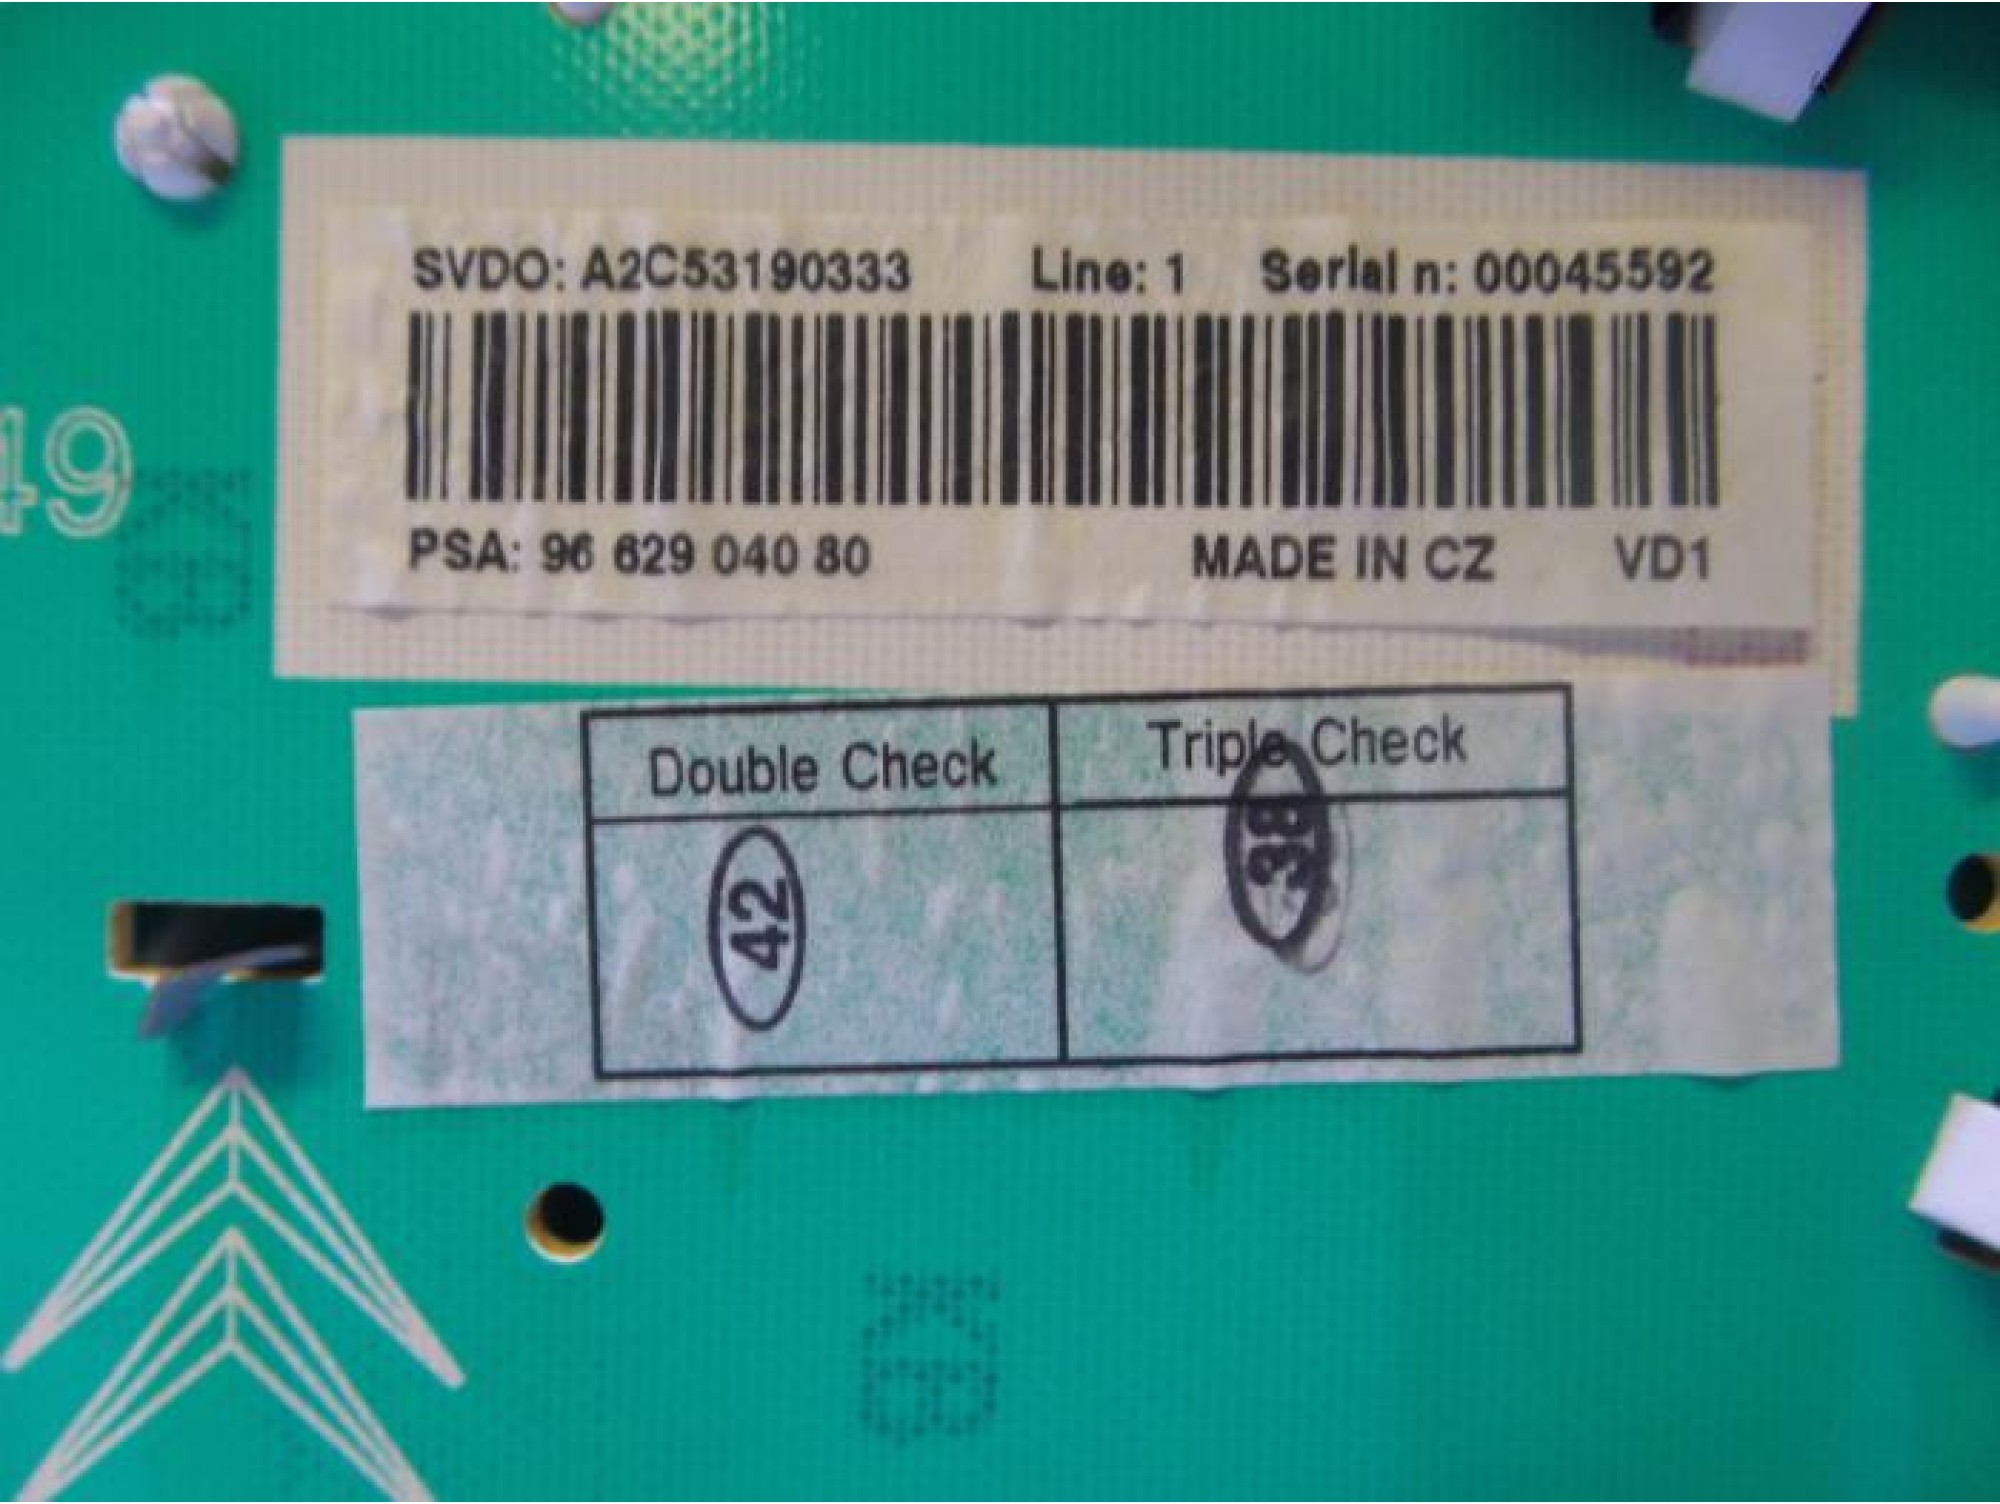 SVDO: A2C53190333 Line: 1 Serial n: 00045592
49
PSA: 96 629 040 80 MADE IN CZ VD1
Double Check Triple Check
42 38